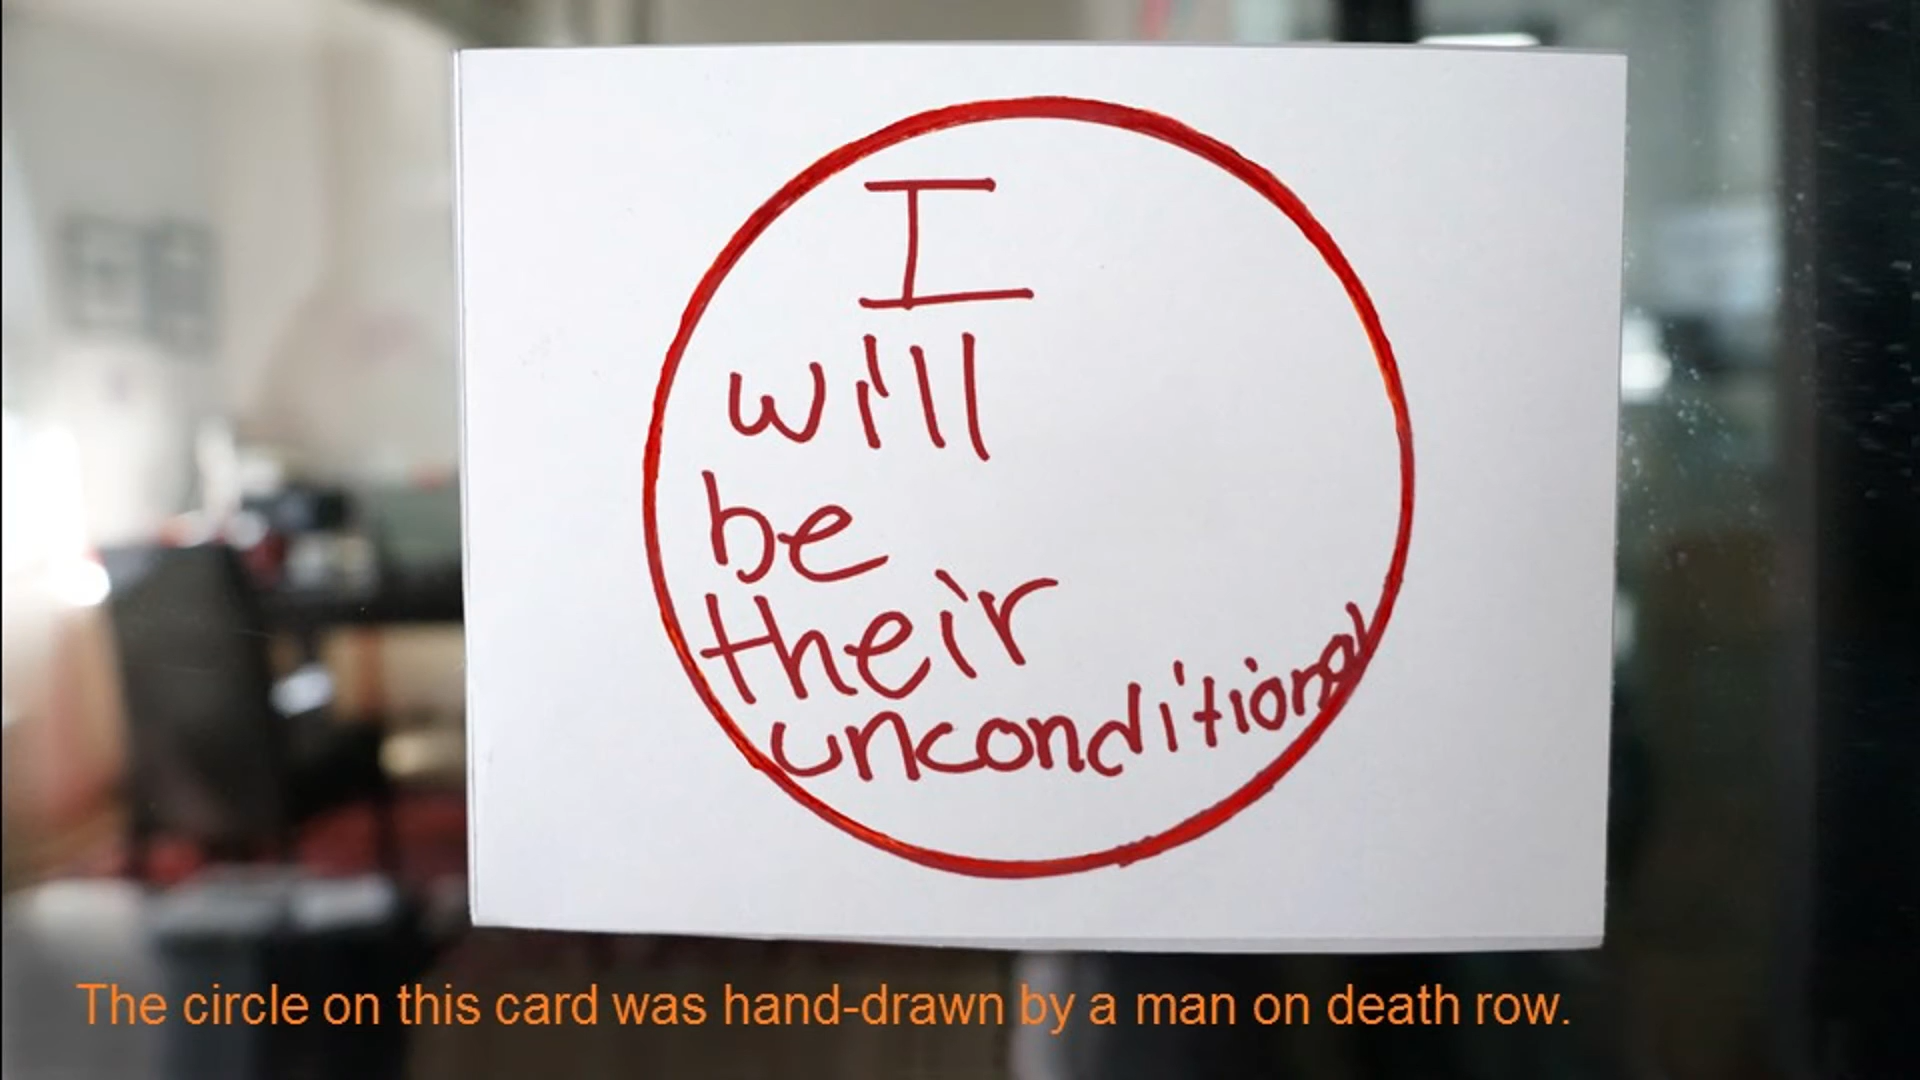 I
will
be
their
unconditional
The circle on this card was hand-drawn by a man on death row.